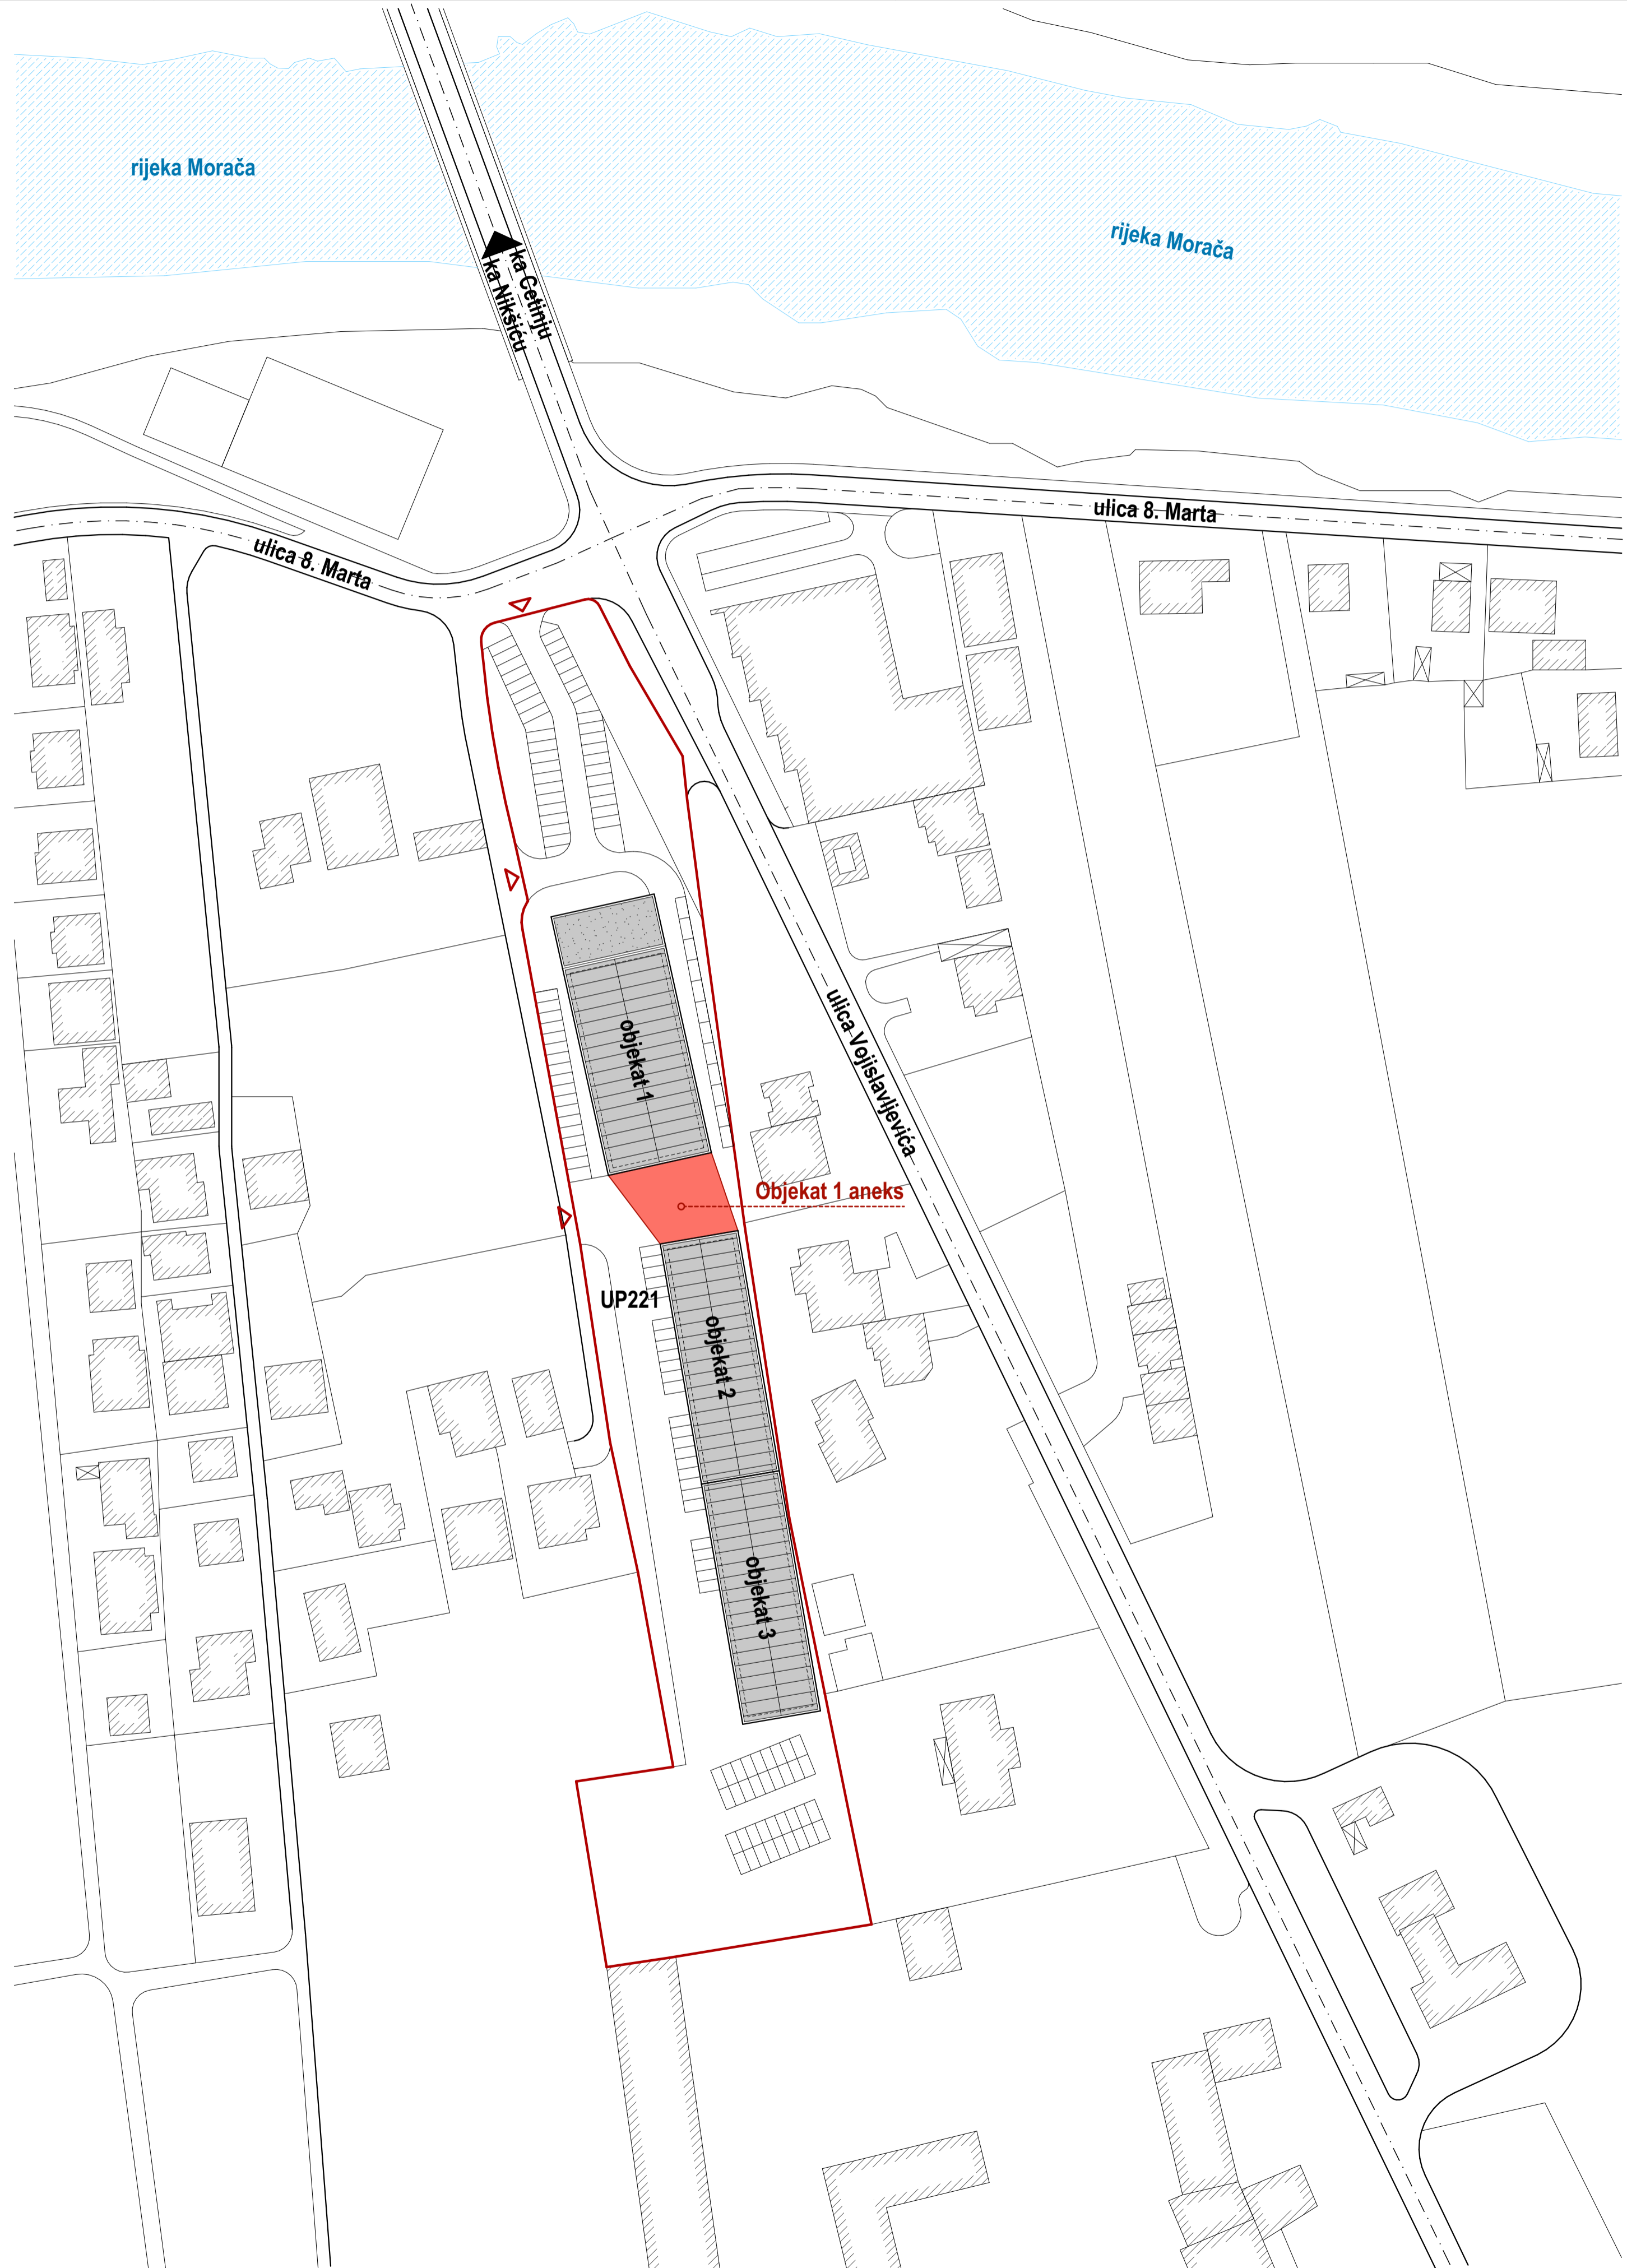 rijeka Morača
rijeka Morača
ka Cetinju
ka Nikšiću
ulica 8. Marta
ulica 8. Marta
objekat 1
ulica Vojislavljevića
Objekat 1 aneks
UP221
objekat 2
objekat 3